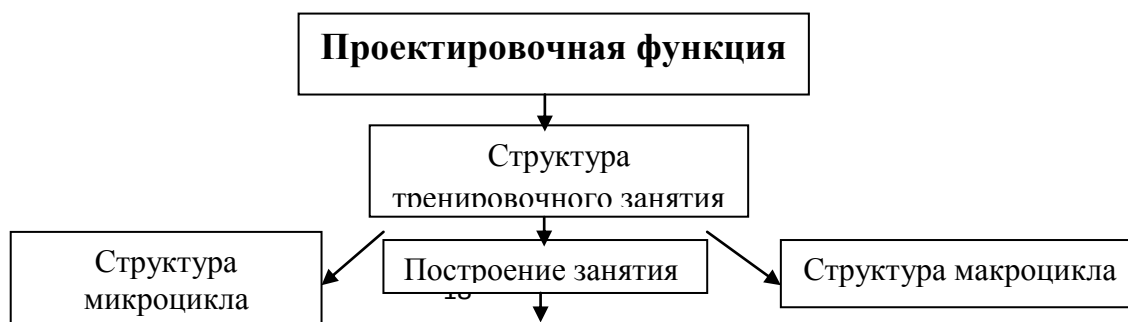 Проектировочная функция
Структура
тренировочного занятия
Структура
микроцикла
Построение занятия
Структура макроцикла